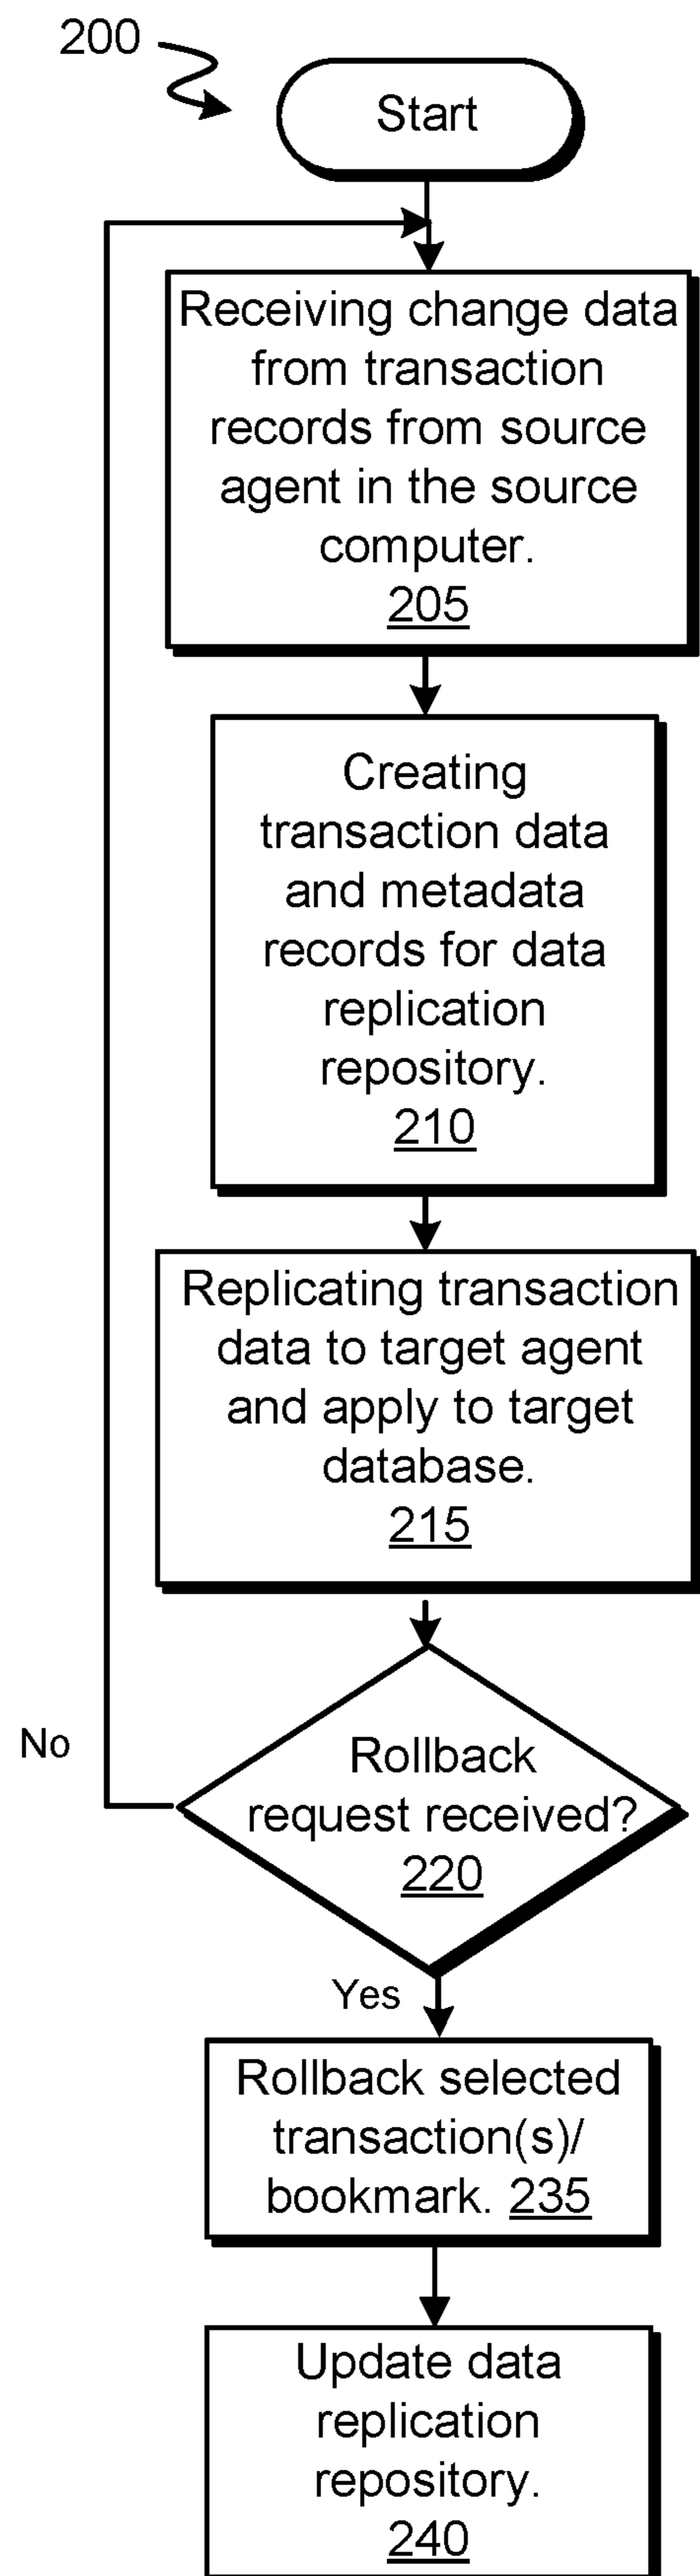 200
Start
Receiving change data
from transaction
records from source
agent in the source
computer.
205
Creating
transaction data
and metadata
records for data
replication
repository.
210
Replicating transaction
data to target agent
and apply to target
database.
215
No
Rollback
request received?
220
Yes
Rollback selected
transaction(s)/
bookmark. 235
Update data
replication
repository.
240